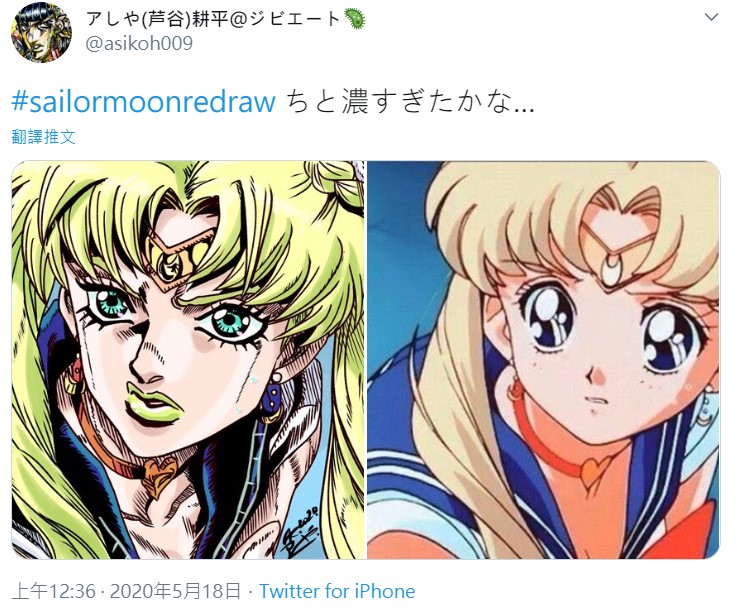 アしや(芦谷)耕平@ジビエート🦠
@asikoh009
#sailormoonredraw ちと濃すぎたかな...
翻譯推文
上午12:36 · 2020年5月18日 · Twitter for iPhone